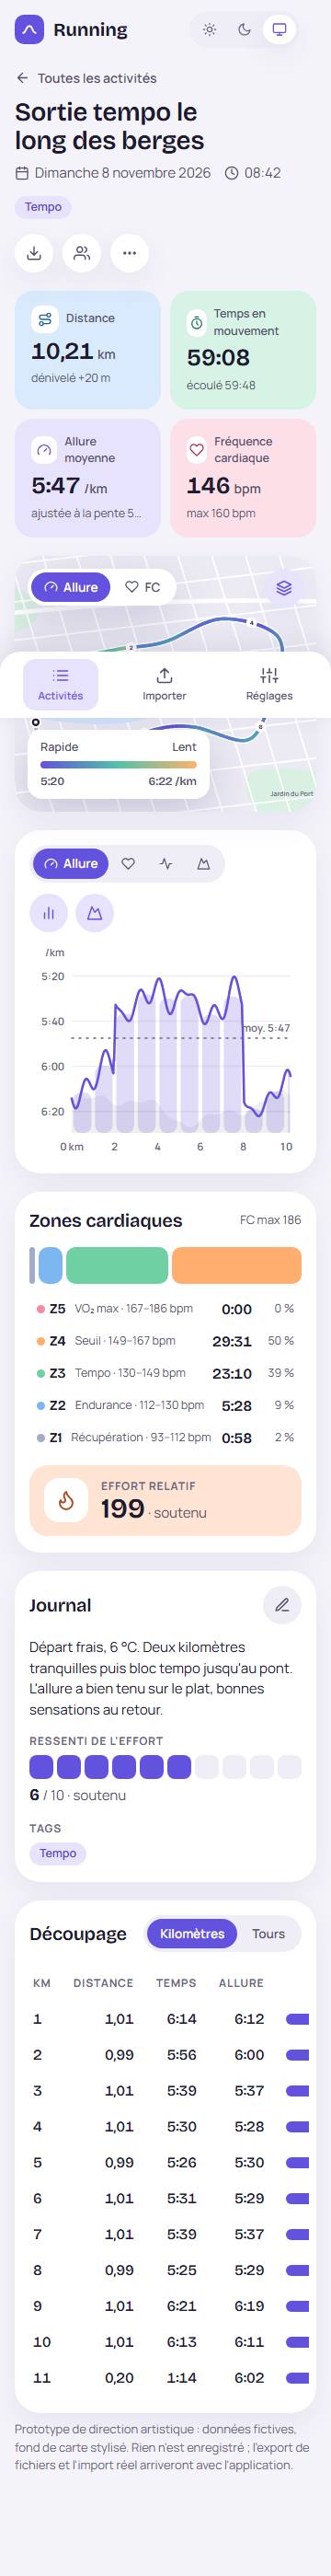 Running
Toutes les activités
Sortie tempo le
long des berges
Dimanche 8 novembre 2026 08:42
Tempo
Distance
10,21 km
dénivelé +20 m
Temps en
mouvement
59:08
écoulé 59:48
Allure
moyenne
5:47 /km
ajustée à la pente 5...
Fréquence
cardiaque
146 bpm
max 160 bpm
Allure FC
4
2
Activités Importer Réglages
6
Rapide Lent
5:20 6:22 /km
Jardin du Port
Allure
/km
5:20
5:40
moy. 5:47
6:00
6:20
0 km 2 4 6 8 10
Zones cardiaques FC max 186
Z5 VO₂ max · 167–186 bpm 0:00 0 %
Z4 Seuil · 149–167 bpm 29:31 50 %
Z3 Tempo · 130–149 bpm 23:10 39 %
Z2 Endurance · 112–130 bpm 5:28 9 %
Z1 Récupération · 93–112 bpm 0:58 2 %
EFFORT RELATIF
199 · soutenu
Journal
Départ frais, 6 °C. Deux kilomètres
tranquilles puis bloc tempo jusqu'au pont.
L'allure a bien tenu sur le plat, bonnes
sensations au retour.
RESSENTI DE L'EFFORT
6 / 10 · soutenu
TAGS
Tempo
Découpage Kilomètres Tours
KM DISTANCE TEMPS ALLURE
1 1,01 6:14 6:12
2 0,99 5:56 6:00
3 1,01 5:39 5:37
4 1,01 5:30 5:28
5 0,99 5:26 5:30
6 1,01 5:31 5:29
7 1,01 5:39 5:37
8 0,99 5:25 5:29
9 1,01 6:21 6:19
10 1,01 6:13 6:11
11 0,20 1:14 6:02
Prototype de direction artistique : données fictives,
fond de carte stylisé. Rien n'est enregistré ; l'export de
fichiers et l'import réel arriveront avec l'application.